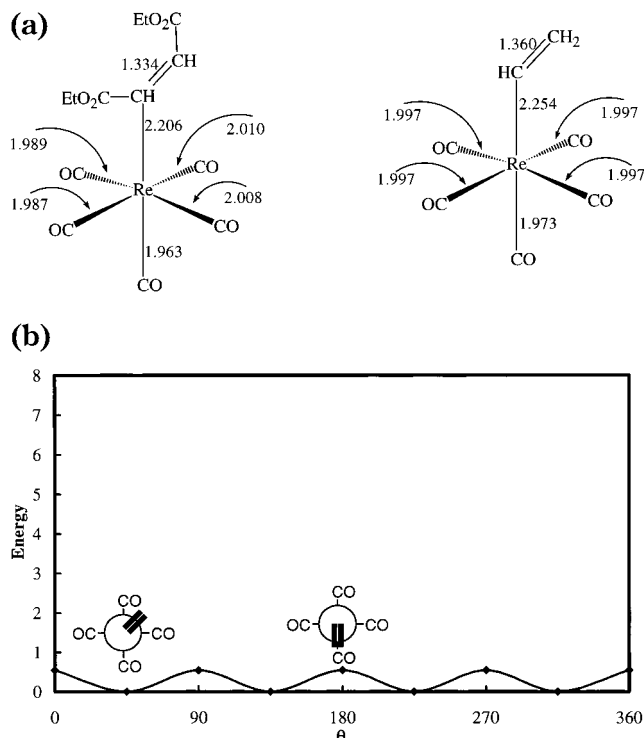 (a)
EtO₂C
1.334
CH
EtO₂C
CH
2.206
1.989
2.010
OC
CO
Re
1.987
2.008
OC
CO
1.963
CO
1.360
CH₂
HC
2.254
1.997
1.997
OC
CO
Re
1.997
1.997
OC
CO
1.973
CO
(b)
8
7
6
5
4
3
2
1
0
Energy
CO
OC
CO
CO
CO
OC
CO
CO
0
90
180
270
360
θ